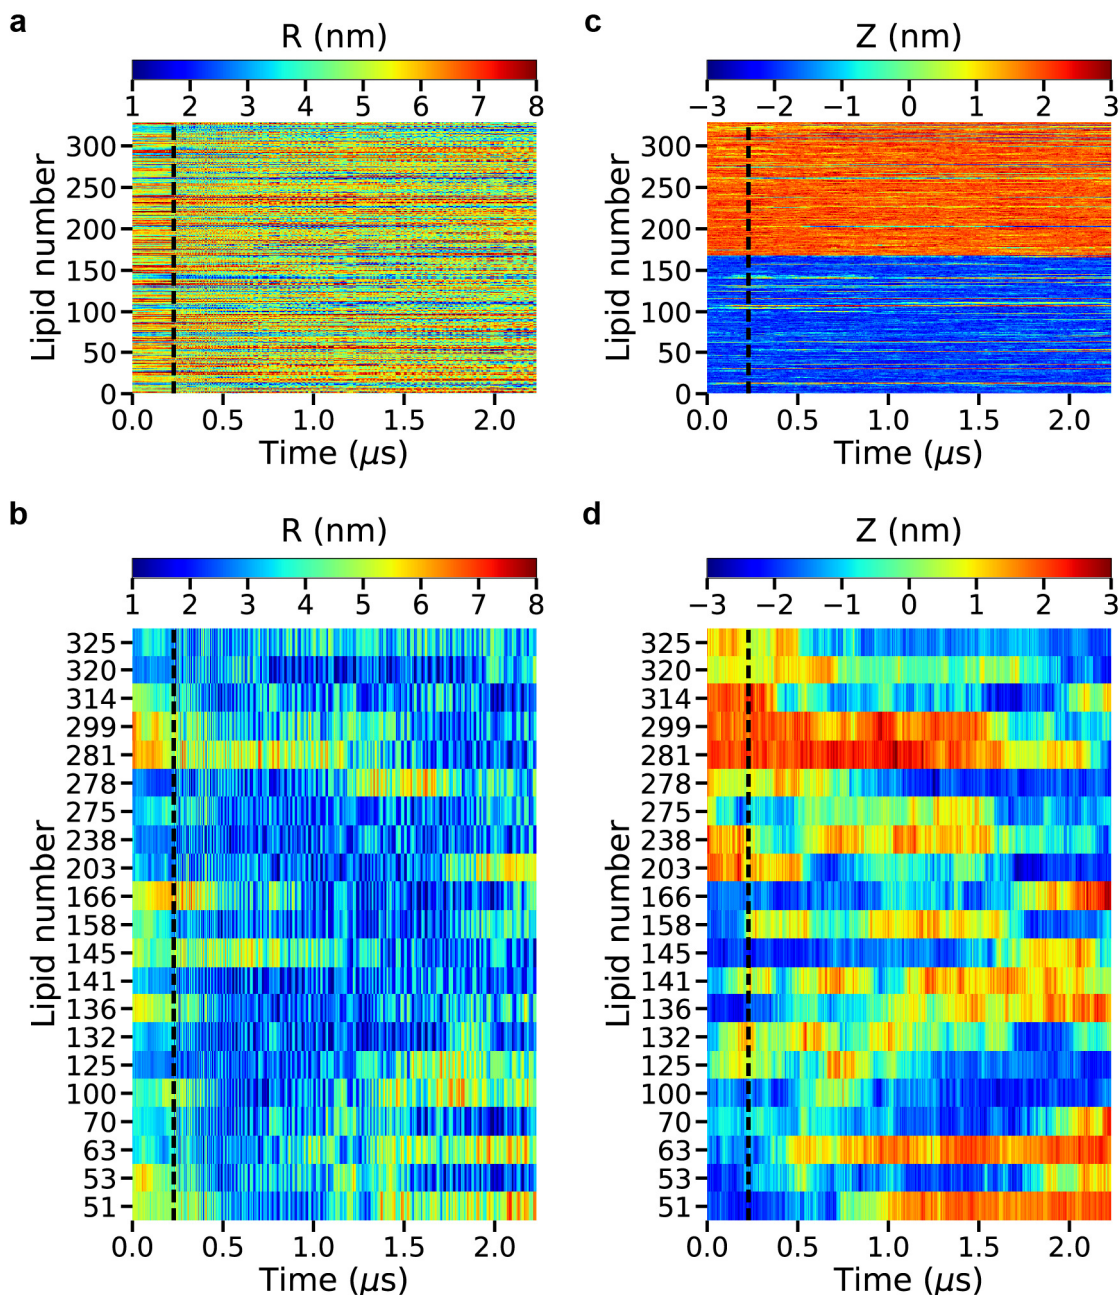 a
R (nm)
1 2 3 4 5 6 7 8
Lipid number
300
250
200
150
100
50
0
0.0 0.5 1.0 1.5 2.0
Time (μs)
c
Z (nm)
−3 −2 −1 0 1 2 3
Lipid number
300
250
200
150
100
50
0
0.0 0.5 1.0 1.5 2.0
Time (μs)
b
R (nm)
1 2 3 4 5 6 7 8
Lipid number
325
320
314
299
281
278
275
238
203
166
158
145
141
136
132
125
100
70
63
53
51
0.0 0.5 1.0 1.5 2.0
Time (μs)
d
Z (nm)
−3 −2 −1 0 1 2 3
Lipid number
325
320
314
299
281
278
275
238
203
166
158
145
141
136
132
125
100
70
63
53
51
0.0 0.5 1.0 1.5 2.0
Time (μs)